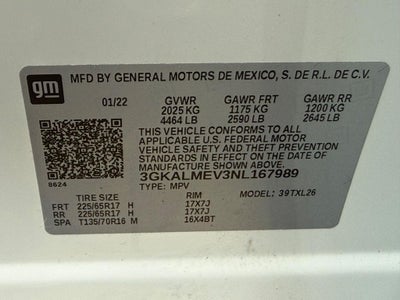 gm
MFD BY GENERAL MOTORS DE MEXICO, S. DE R.L. DE C.V.
01/22 GVWR GAWR FRT GAWR RR
2025 KG 1175 KG 1200 KG
4464 LB 2590 LB 2645 LB
THIS VEHICLE CONFORMS TO ALL APPLICABLE
U.S. FEDERAL MOTOR
VEHICLE SAFETY AND THEFT PREVENTION
STANDARDS IN EFFECT ON THE DATE OF
MANUFACTURE SHOWN ABOVE.
3GKALMEV3NL167989
8624
TYPE: MPV MODEL: 39TXL26
TIRE SIZE RIM
FRT 225/65R17 H 17X7J
RR 225/65R17 H 17X7J
SPA T135/70R16 M 16X4BT